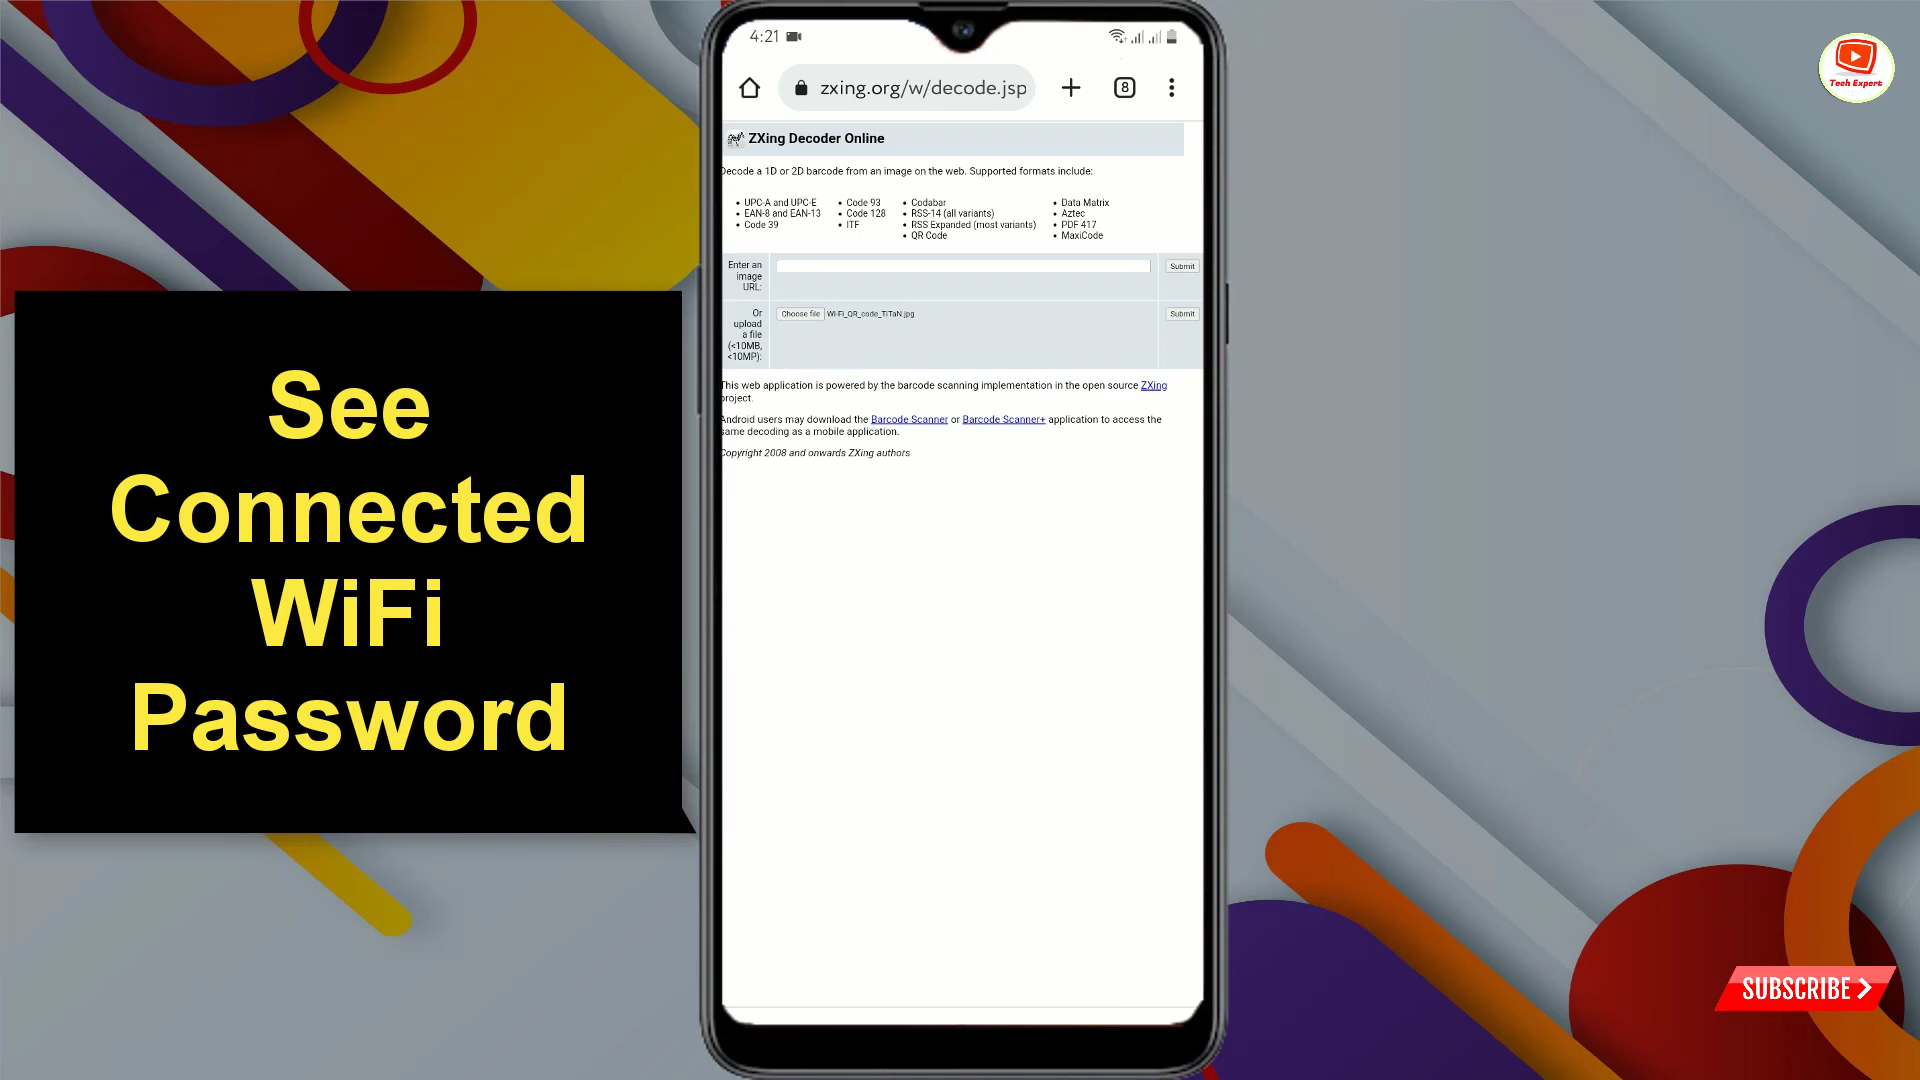 See
Connected
WiFi
Password
4:21
zxing.org/w/decode.jsp
8
ZXing Decoder Online
Decode a 1D or 2D barcode from an image on the web. Supported formats include:
UPC-A and UPC-E
EAN-8 and EAN-13
Code 39
Code 93
Code 128
ITF
Codabar
RSS-14 (all variants)
RSS Expanded (most variants)
QR Code
Data Matrix
Aztec
PDF 417
MaxiCode
Enter an
image
URL:
Submit
Or
upload
a file
(<10MB,
<10MP):
Choose file Wi-Fi_QR_code_TiTaN.jpg
Submit
This web application is powered by the barcode scanning implementation in the open source ZXing
project.
Android users may download the Barcode Scanner or Barcode Scanner+ application to access the
same decoding as a mobile application.
Copyright 2008 and onwards ZXing authors
Tech Expert
SUBSCRIBE